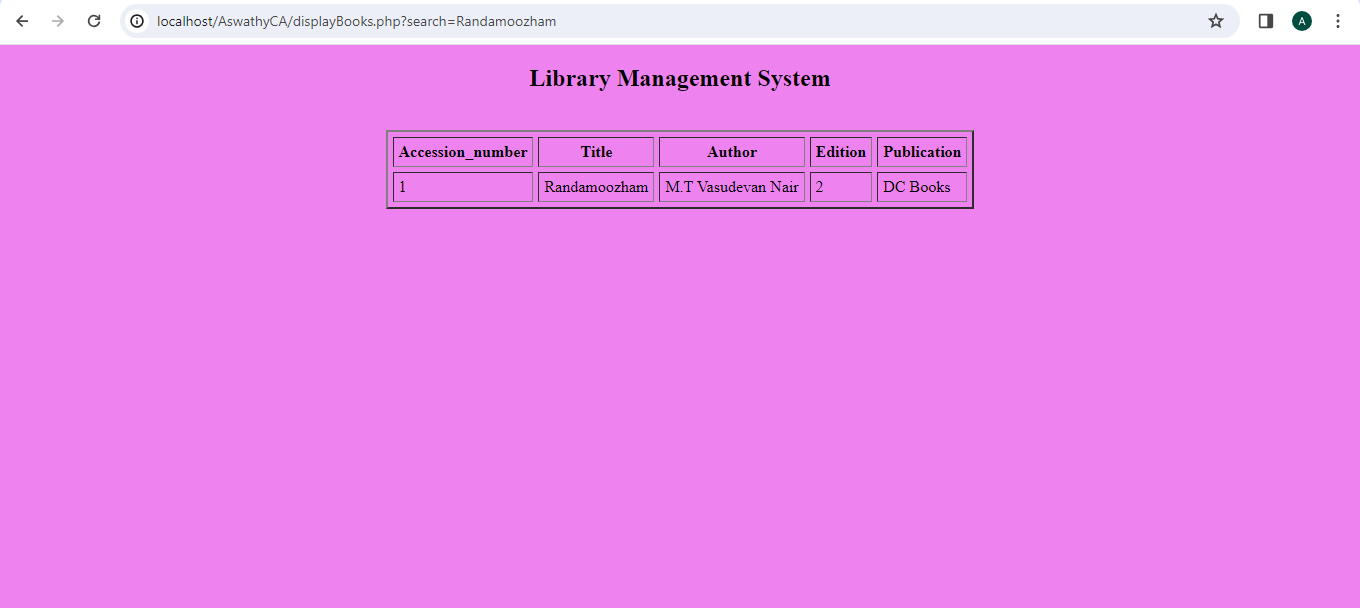 localhost/AswathyCA/displayBooks.php?search=Randamoozham
A
Library Management System
Accession_number Title Author Edition Publication
1 Randamoozham M.T Vasudevan Nair 2 DC Books